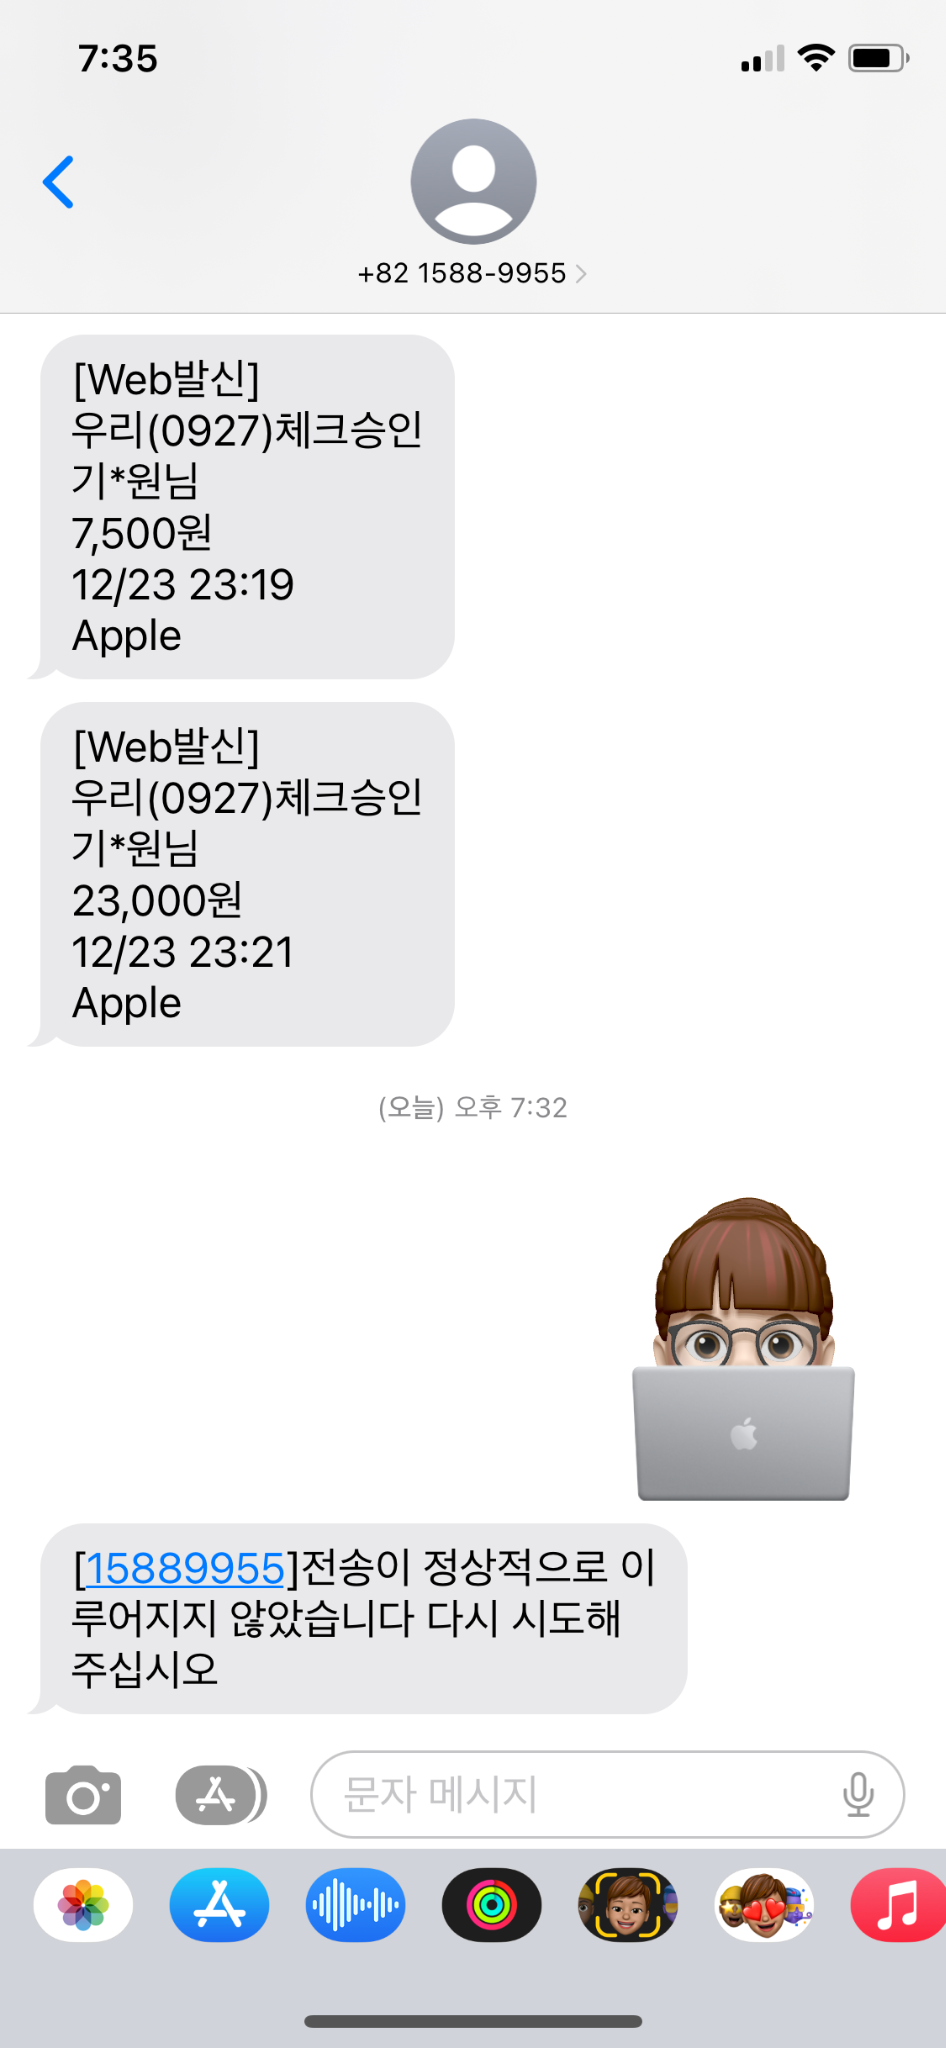 7:35
+82 1588-9955
[Web발신]
우리(0927)체크승인
기*원님
7,500원
12/23 23:19
Apple
[Web발신]
우리(0927)체크승인
기*원님
23,000원
12/23 23:21
Apple
(오늘) 오후 7:32
[15889955]전송이 정상적으로 이
루어지지 않았습니다 다시 시도해
주십시오
문자 메시지